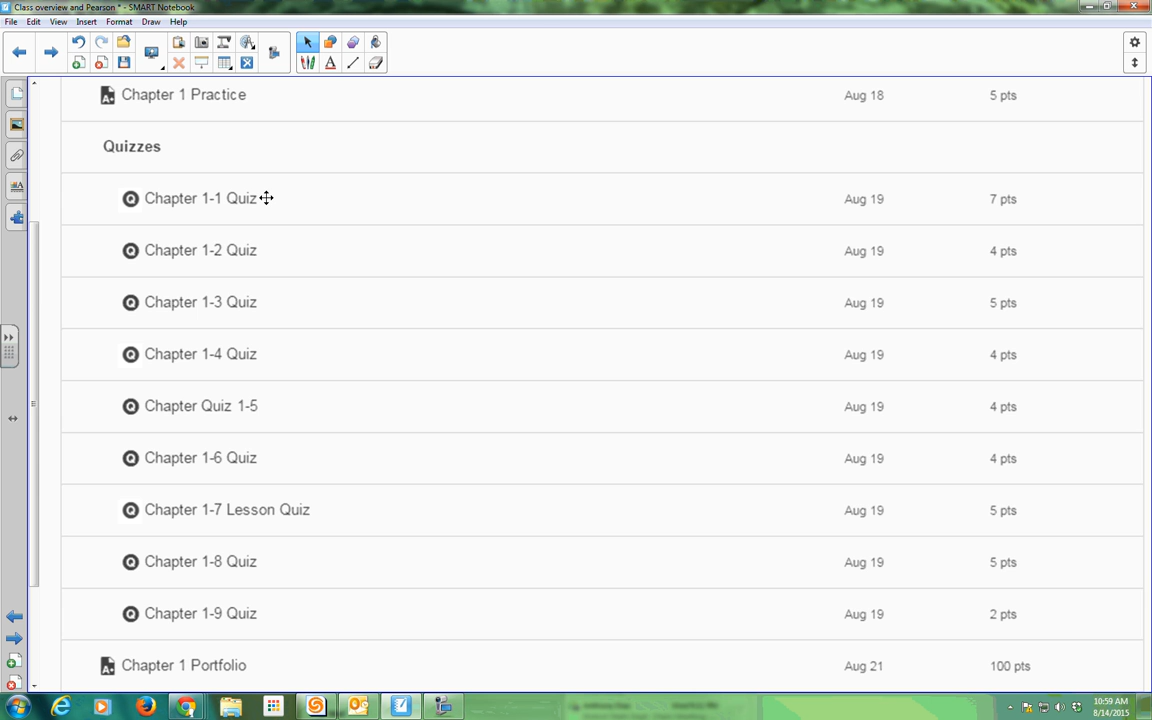 Class overview and Pearson * - SMART Notebook
File Edit View Insert Format Draw Help
Chapter 1 Practice Aug 18 5 pts
Quizzes
Chapter 1-1 Quiz Aug 19 7 pts
Chapter 1-2 Quiz Aug 19 4 pts
Chapter 1-3 Quiz Aug 19 5 pts
Chapter 1-4 Quiz Aug 19 4 pts
Chapter Quiz 1-5 Aug 19 4 pts
Chapter 1-6 Quiz Aug 19 4 pts
Chapter 1-7 Lesson Quiz Aug 19 5 pts
Chapter 1-8 Quiz Aug 19 5 pts
Chapter 1-9 Quiz Aug 19 2 pts
Chapter 1 Portfolio Aug 21 100 pts
10:59 AM
8/14/2015